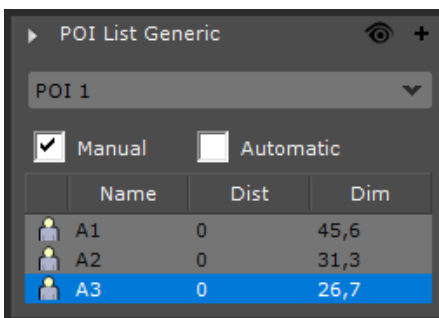 POI List Generic
POI 1
Manual Automatic
Name Dist Dim
A1 0 45,6
A2 0 31,3
A3 0 26,7